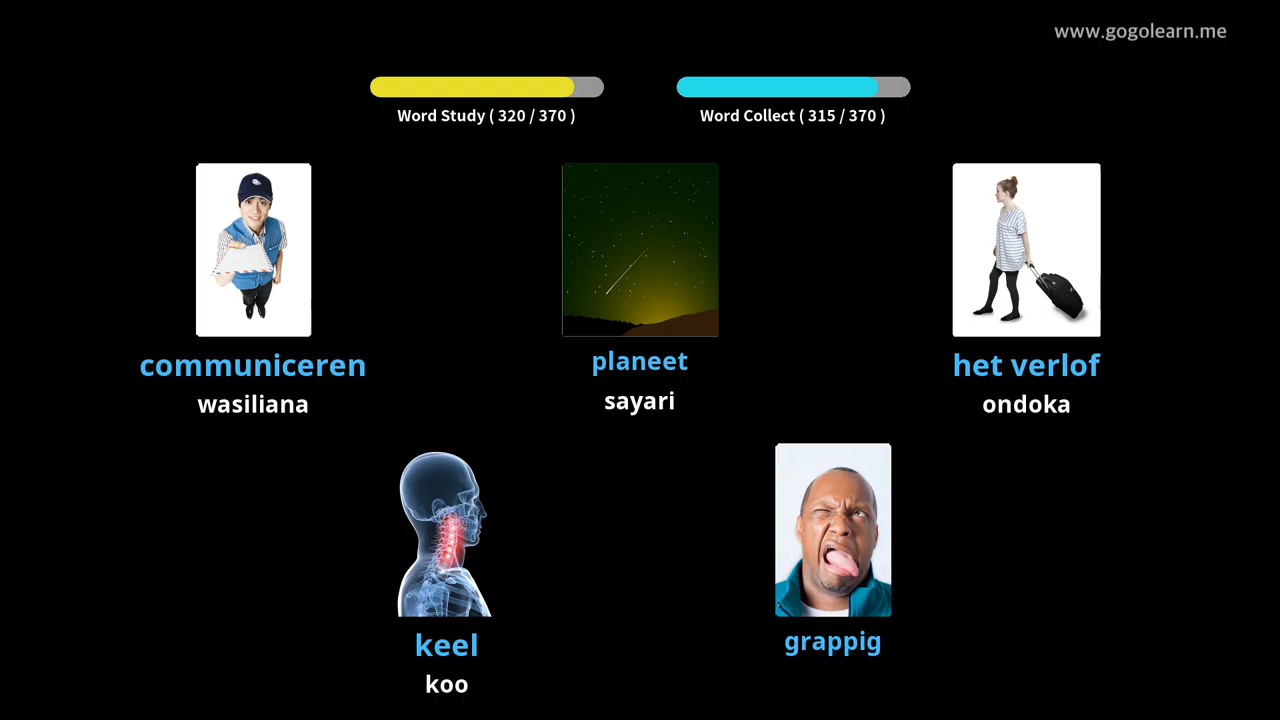 www.gogolearn.me
Word Study ( 320 / 370 )
Word Collect ( 315 / 370 )
communiceren
wasiliana
planeet
sayari
het verlof
ondoka
keel
koo
grappig